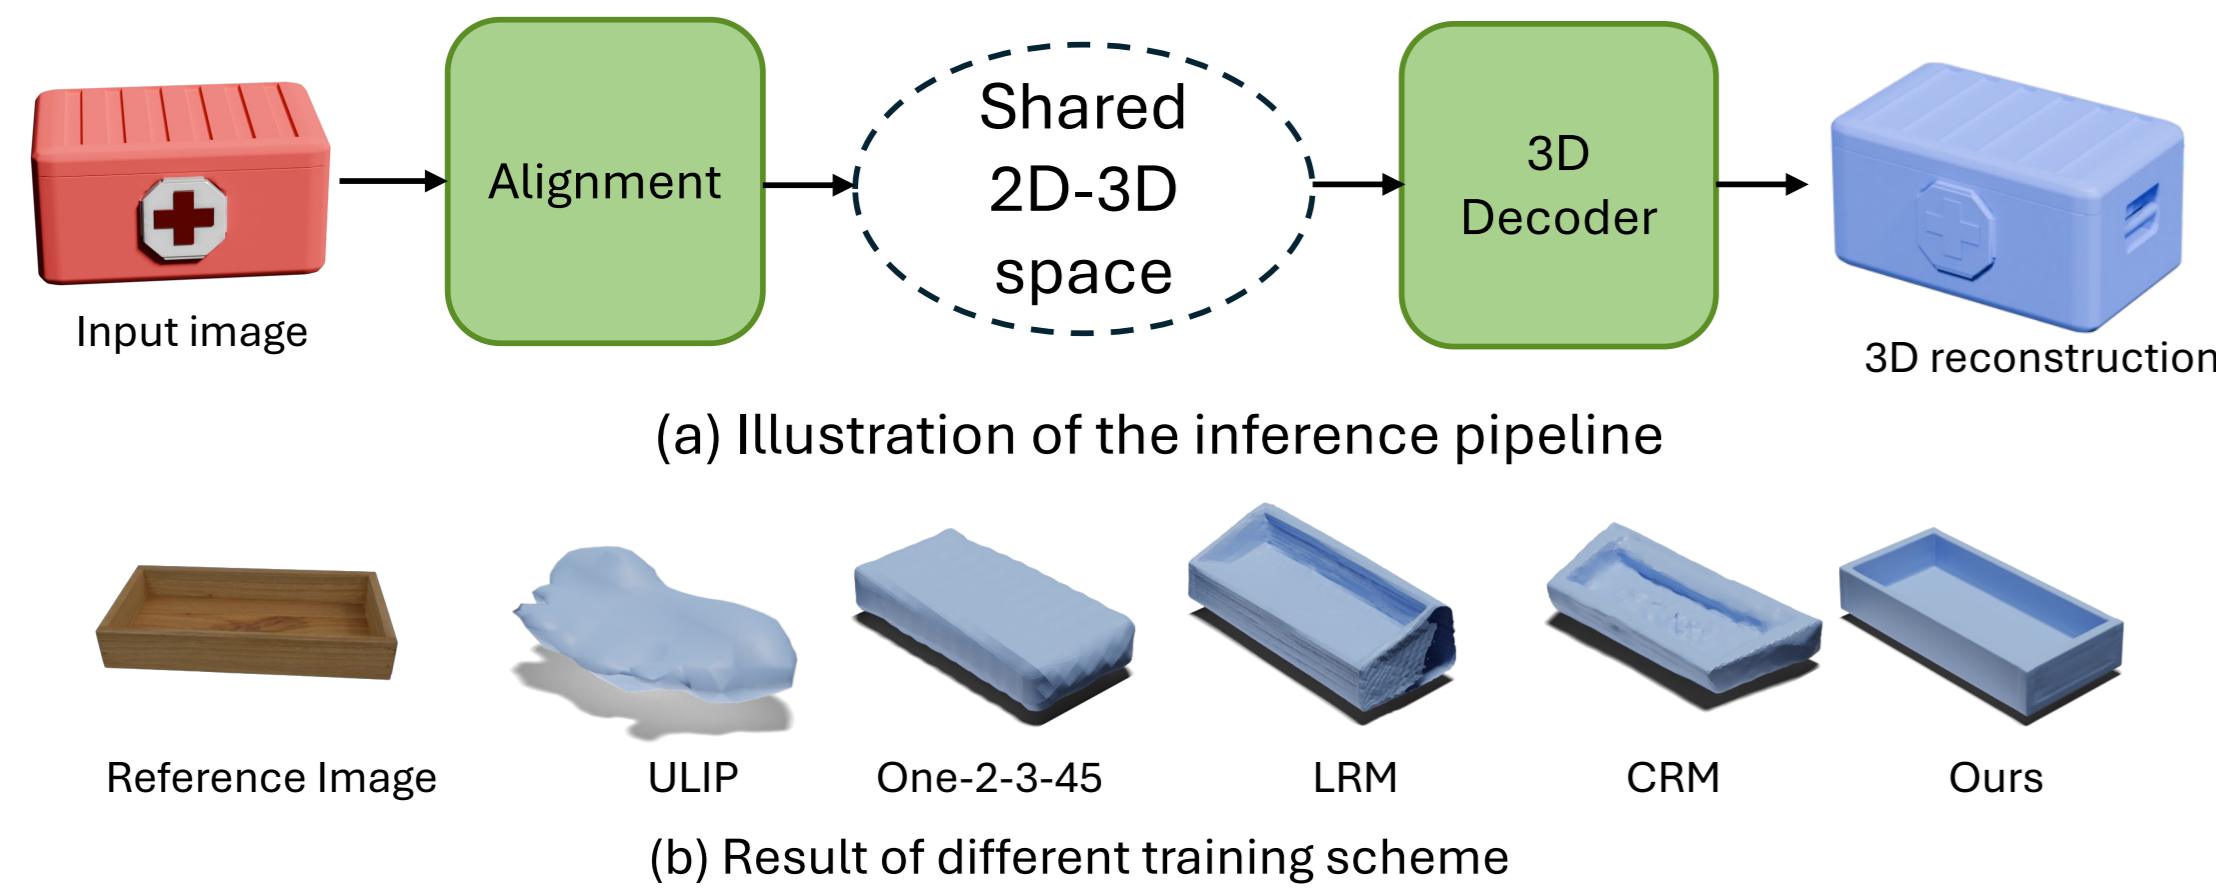 Input image
Alignment
Shared
2D-3D
space
3D
Decoder
3D reconstruction
(a) Illustration of the inference pipeline
Reference Image
ULIP
One-2-3-45
LRM
CRM
Ours
(b) Result of different training scheme